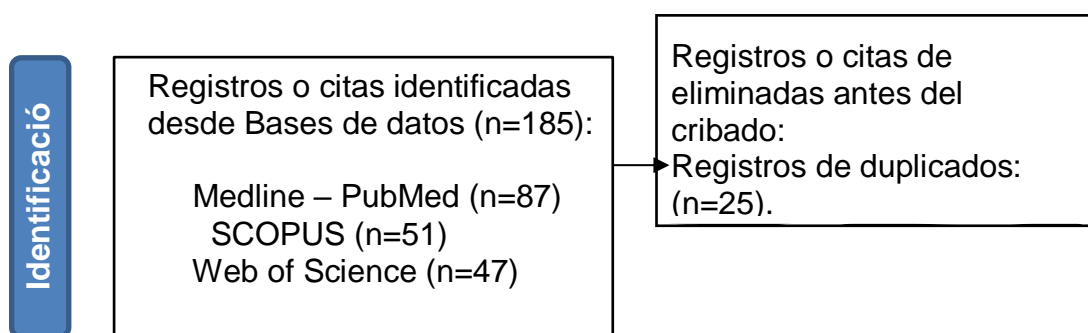 Identificació
Registros o citas identificadas
desde Bases de datos (n=185):
Medline – PubMed (n=87)
SCOPUS (n=51)
Web of Science (n=47)
Registros o citas de
eliminadas antes del
cribado:
Registros de duplicados:
(n=25).